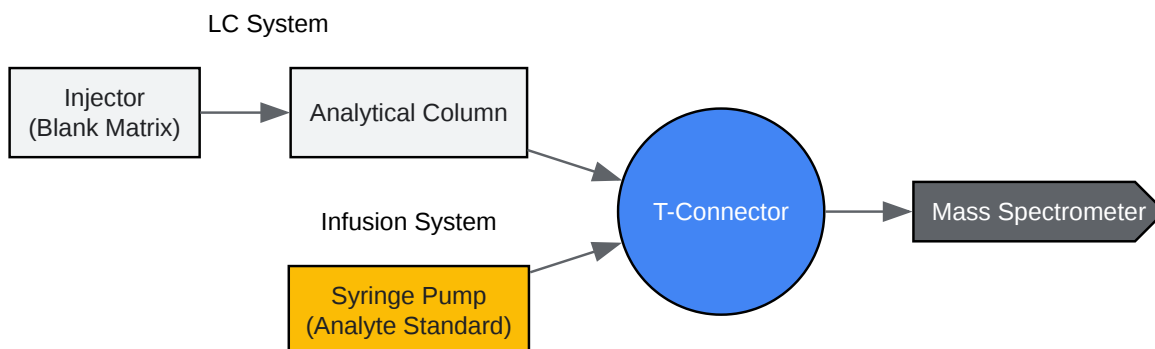 LC System
Injector
(Blank Matrix)
Analytical Column
T-Connector
Mass Spectrometer
Infusion System
Syringe Pump
(Analyte Standard)